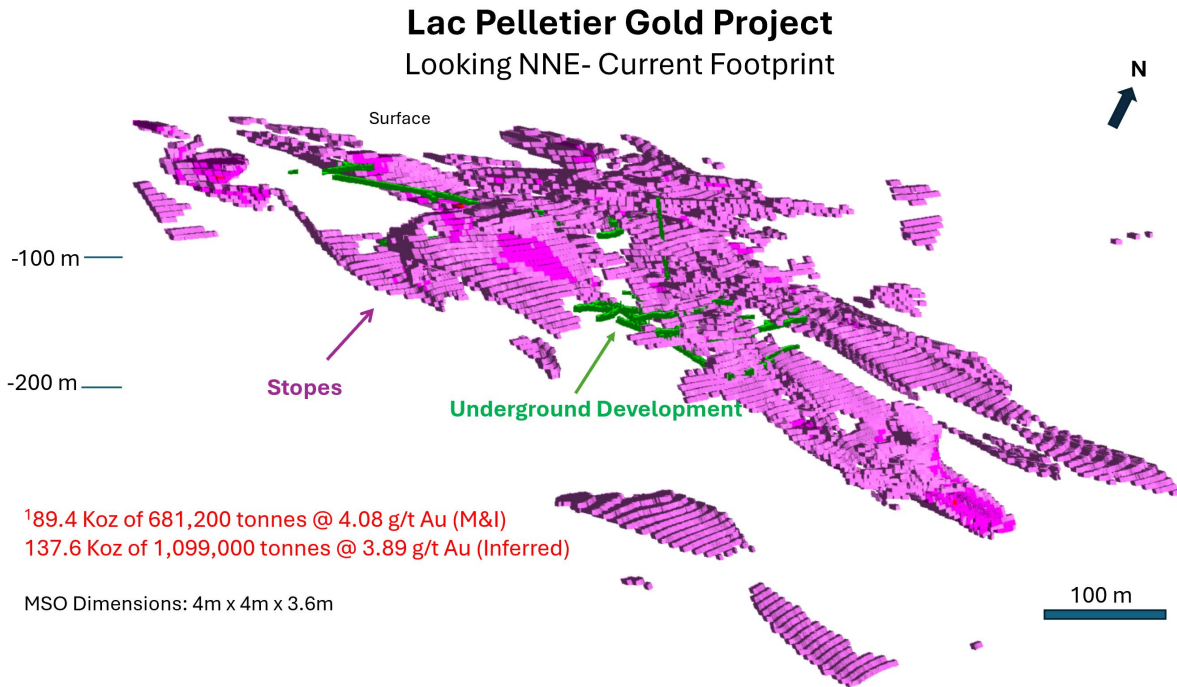 Lac Pelletier Gold Project
Looking NNE- Current Footprint
N
Surface
-100 m
-200 m
Stopes
Underground Development
¹89.4 Koz of 681,200 tonnes @ 4.08 g/t Au (M&I)
137.6 Koz of 1,099,000 tonnes @ 3.89 g/t Au (Inferred)
MSO Dimensions: 4m x 4m x 3.6m
100 m